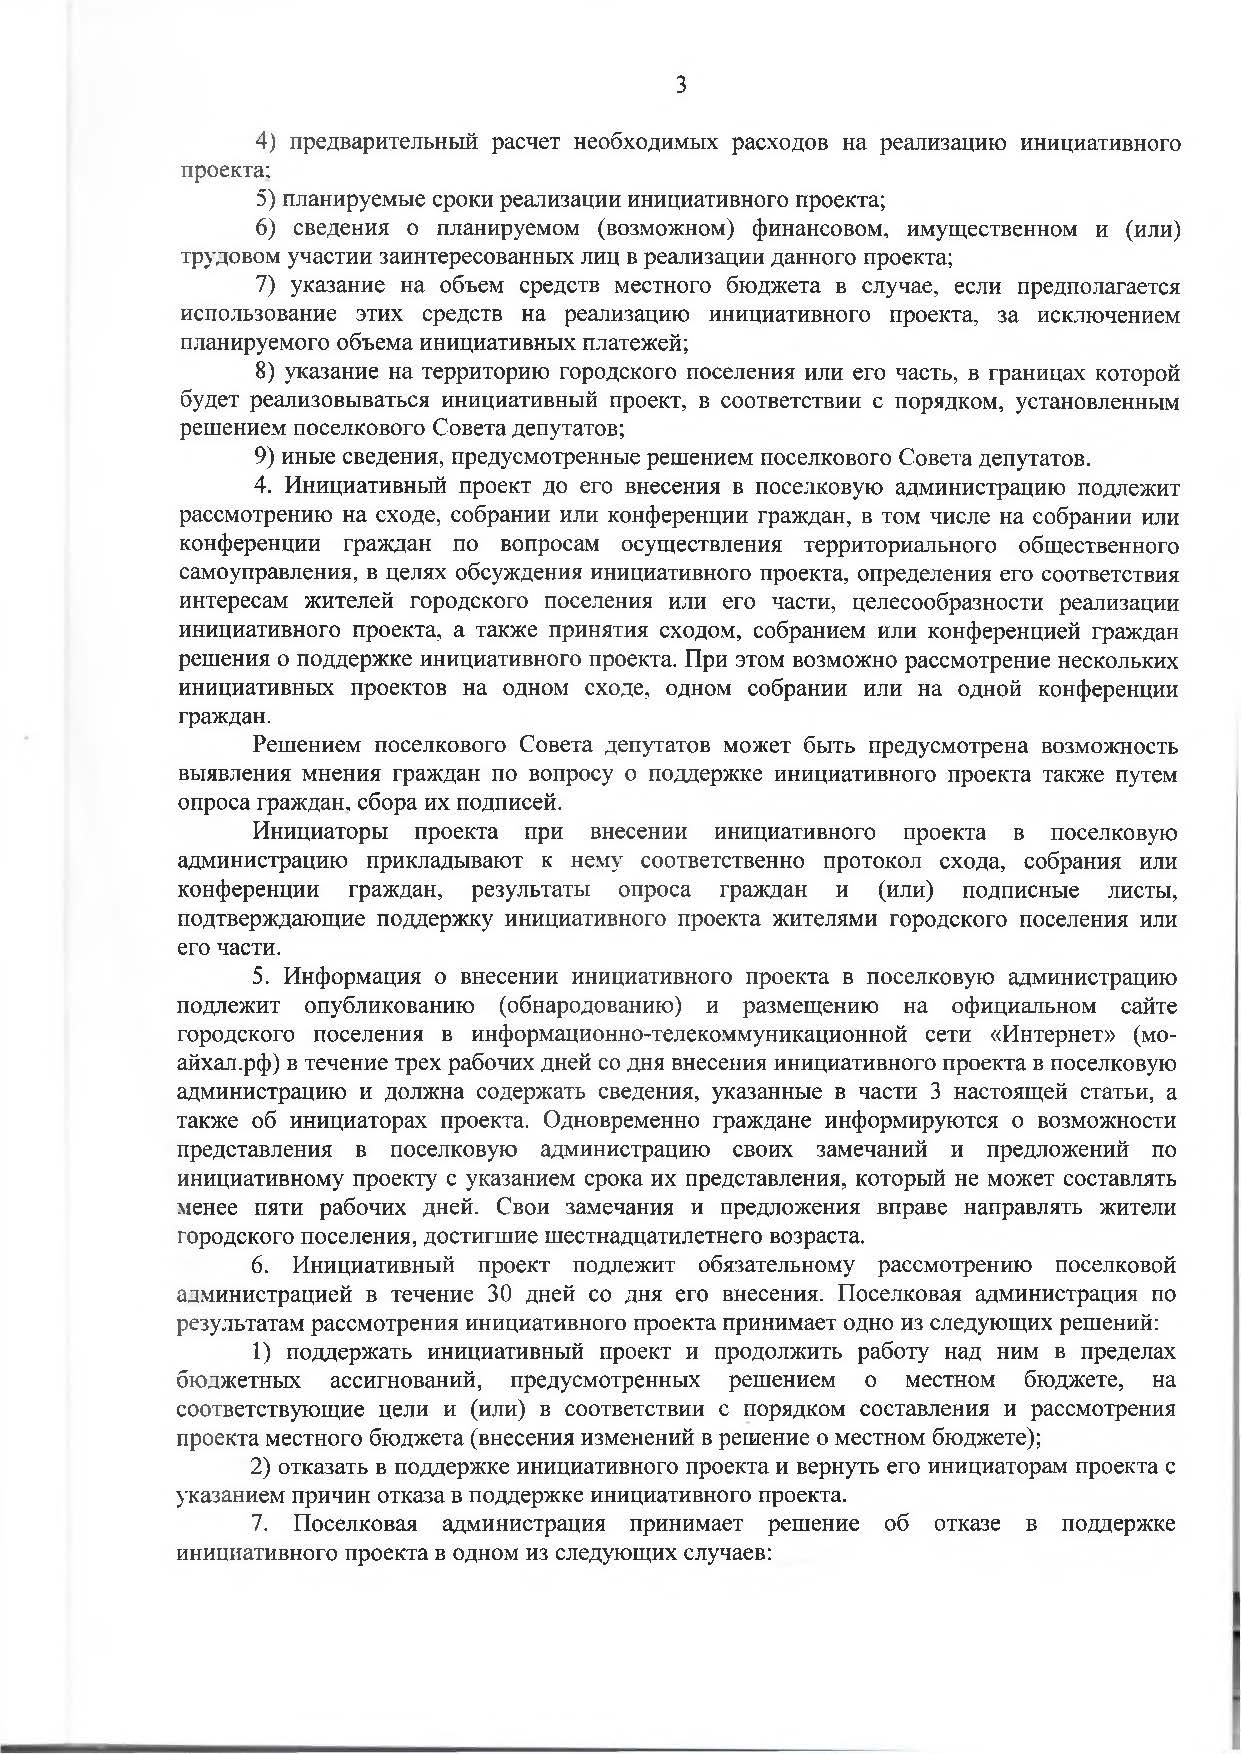 3
4) предварительный расчет необходимых расходов на реализацию инициативного
проекта;
5) планируемые сроки реализации инициативного проекта;
6) сведения о планируемом (возможном) финансовом, имущественном и (или)
трудовом участии заинтересованных лиц в реализации данного проекта;
7) указание на объем средств местного бюджета в случае, если предполагается
использование этих средств на реализацию инициативного проекта, за исключением
планируемого объема инициативных платежей;
8) указание на территорию городского поселения или его часть, в границах которой
будет реализовываться инициативный проект, в соответствии с порядком, установленным
решением поселкового Совета депутатов;
9) иные сведения, предусмотренные решением поселкового Совета депутатов.
4. Инициативный проект до его внесения в поселковую администрацию подлежит
рассмотрению на сходе, собрании или конференции граждан, в том числе на собрании или
конференции граждан по вопросам осуществления территориального общественного
самоуправления, в целях обсуждения инициативного проекта, определения его соответствия
интересам жителей городского поселения или его части, целесообразности реализации
инициативного проекта, а также принятия сходом, собранием или конференцией граждан
решения о поддержке инициативного проекта. При этом возможно рассмотрение нескольких
инициативных проектов на одном сходе, одном собрании или на одной конференции
граждан.
Решением поселкового Совета депутатов может быть предусмотрена возможность
выявления мнения граждан по вопросу о поддержке инициативного проекта также путем
опроса граждан, сбора их подписей.
Инициаторы проекта при внесении инициативного проекта в поселковую
администрацию прикладывают к нему соответственно протокол схода, собрания или
конференции граждан, результаты опроса граждан и (или) подписные листы,
подтверждающие поддержку инициативного проекта жителями городского поселения или
его части.
5. Информация о внесении инициативного проекта в поселковую администрацию
подлежит опубликованию (обнародованию) и размещению на официальном сайте
городского поселения в информационно-телекоммуникационной сети «Интернет» (мо-
айхал.рф) в течение трех рабочих дней со дня внесения инициативного проекта в поселковую
администрацию и должна содержать сведения, указанные в части 3 настоящей статьи, а
также об инициаторах проекта. Одновременно граждане информируются о возможности
представления в поселковую администрацию своих замечаний и предложений по
инициативному проекту с указанием срока их представления, который не может составлять
менее пяти рабочих дней. Свои замечания и предложения вправе направлять жители
городского поселения, достигшие шестнадцатилетнего возраста.
6. Инициативный проект подлежит обязательному рассмотрению поселковой
администрацией в течение 30 дней со дня его внесения. Поселковая администрация по
результатам рассмотрения инициативного проекта принимает одно из следующих решений:
1) поддержать инициативный проект и продолжить работу над ним в пределах
бюджетных ассигнований, предусмотренных решением о местном бюджете, на
соответствующие цели и (или) в соответствии с порядком составления и рассмотрения
проекта местного бюджета (внесения изменений в решение о местном бюджете);
2) отказать в поддержке инициативного проекта и вернуть его инициаторам проекта с
указанием причин отказа в поддержке инициативного проекта.
7. Поселковая администрация принимает решение об отказе в поддержке
инициативного проекта в одном из следующих случаев: